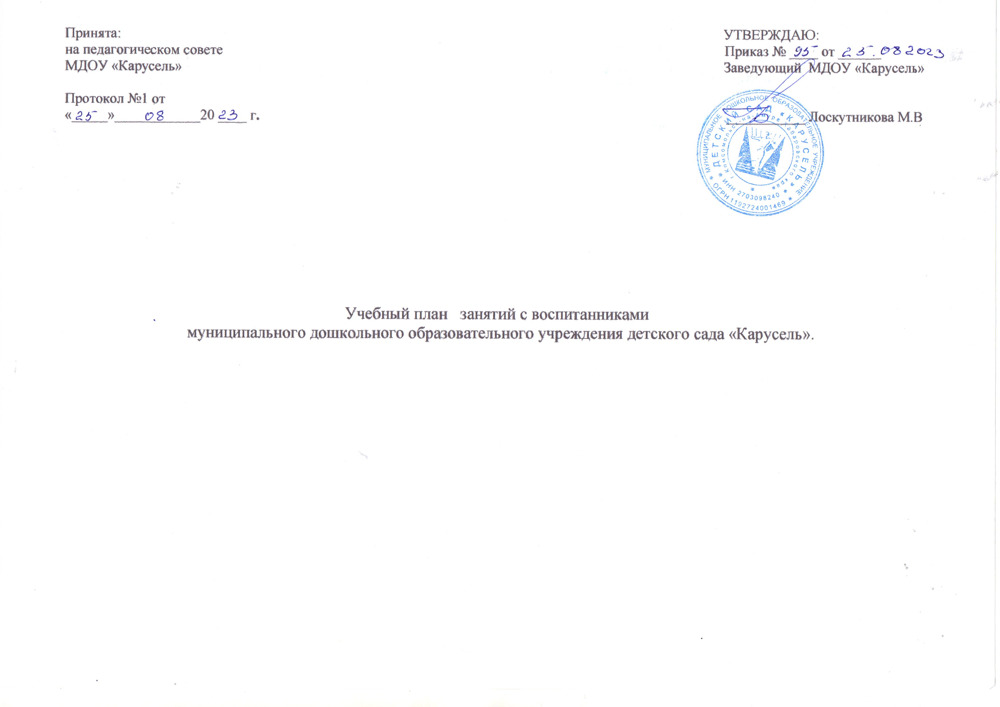 Принята:
на педагогическом совете
МДОУ «Карусель»
Протокол №1 от
«25» 08 2023 г.
УТВЕРЖДАЮ:
Приказ № 95 от 25.08 2023
Заведующий МДОУ «Карусель»
Лоскутникова М.В
МУНИЦИПАЛЬНОЕ ДОШКОЛЬНОЕ ОБРАЗОВАТЕЛЬНОЕ УЧРЕЖДЕНИЕ
* ОГРН 1192724001469 *
ДЕТСКИЙ САД «КАРУСЕЛЬ»
* ИНН 2703098240 *
г. Комсомольск-на-Амуре Хабаровского края
*
Учебный план занятий с воспитанниками
муниципального дошкольного образовательного учреждения детского сада «Карусель».